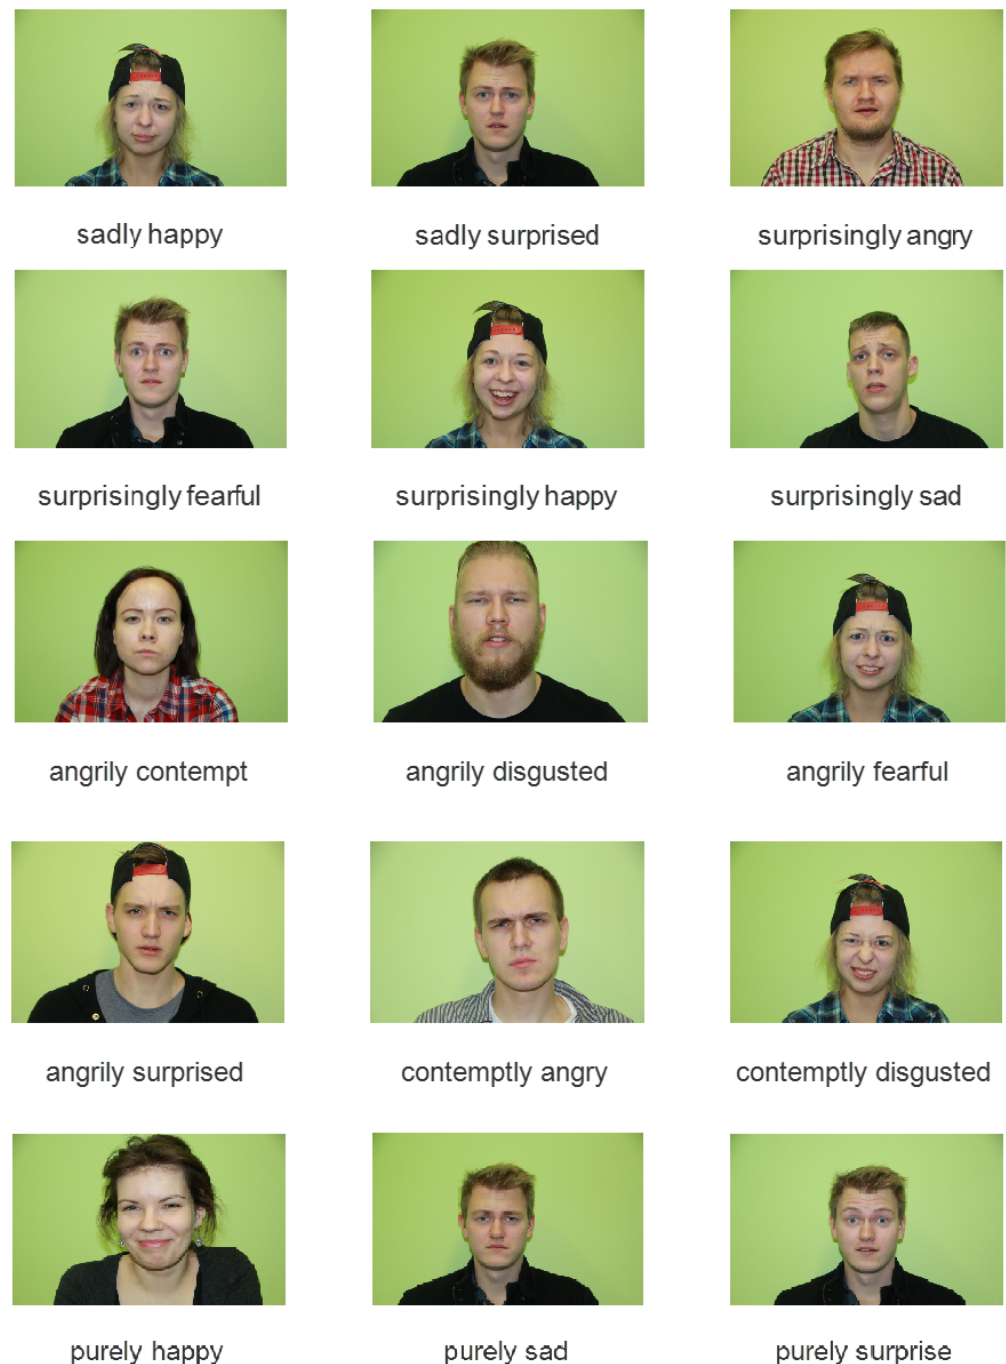 sadly happy
sadly surprised
surprisingly angry
surprisingly fearful
surprisingly happy
surprisingly sad
angrily contempt
angrily disgusted
angrily fearful
angrily surprised
contemptly angry
contemptly disgusted
purely happy
purely sad
purely surprise